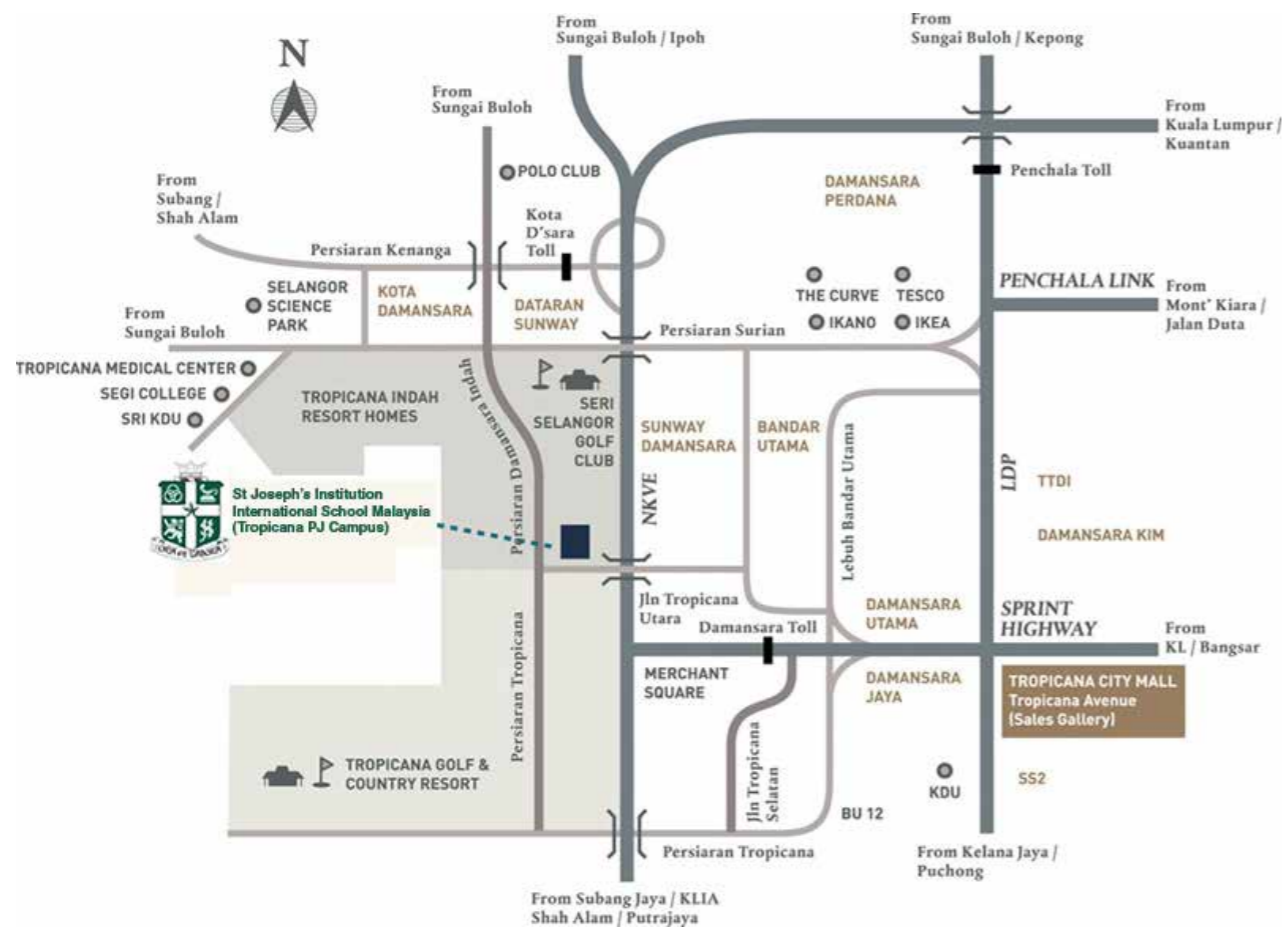 From
Sungai Buloh / Ipoh
From
Sungai Buloh / Kepong
N
From
Sungai Buloh
From
Kuala Lumpur /
Kuantan
POLO CLUB
Penchala Toll
From
Subang /
Shah Alam
DAMANSARA
PERDANA
Kota
D'sara
Toll
Persiaran Kenanga
SELANGOR
SCIENCE
PARK
KOTA
DAMANSARA
DATARAN
SUNWAY
THE CURVE
TESCO
IKANO
IKEA
PENCHALA LINK
From
Mont' Kiara /
Jalan Duta
From
Sungai Buloh
Persiaran Surian
TROPICANA MEDICAL CENTER
SEGI COLLEGE
SRI KDU
TROPICANA INDAH
RESORT HOMES
Persiaran Damansara Indah
SERI
SELANGOR
GOLF
CLUB
SUNWAY
DAMANSARA
BANDAR
UTAMA
NKVE
Lebuh Bandar Utama
LDP
TTDI
DAMANSARA KIM
St Joseph's Institution
International School Malaysia
(Tropicana PJ Campus)
Jln Tropicana
Utara
Damansara Toll
DAMANSARA
UTAMA
SPRINT
HIGHWAY
From
KL / Bangsar
Persiaran Tropicana
MERCHANT
SQUARE
DAMANSARA
JAYA
TROPICANA CITY MALL
Tropicana Avenue
(Sales Gallery)
TROPICANA GOLF &
COUNTRY RESORT
Jln Tropicana
Selatan
KDU
SS2
BU 12
Persiaran Tropicana
From Kelana Jaya /
Puchong
From Subang Jaya / KLIA
Shah Alam / Putrajaya